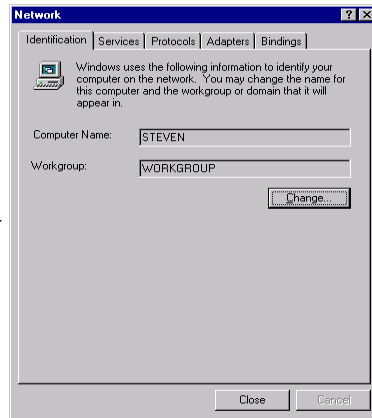 Network
Identification Services Protocols Adapters Bindings
Windows uses the following information to identify your
computer on the network. You may change the name for
this computer and the workgroup or domain that it will
appear in.
Computer Name: STEVEN
Workgroup: WORKGROUP
Change...
Close Cancel